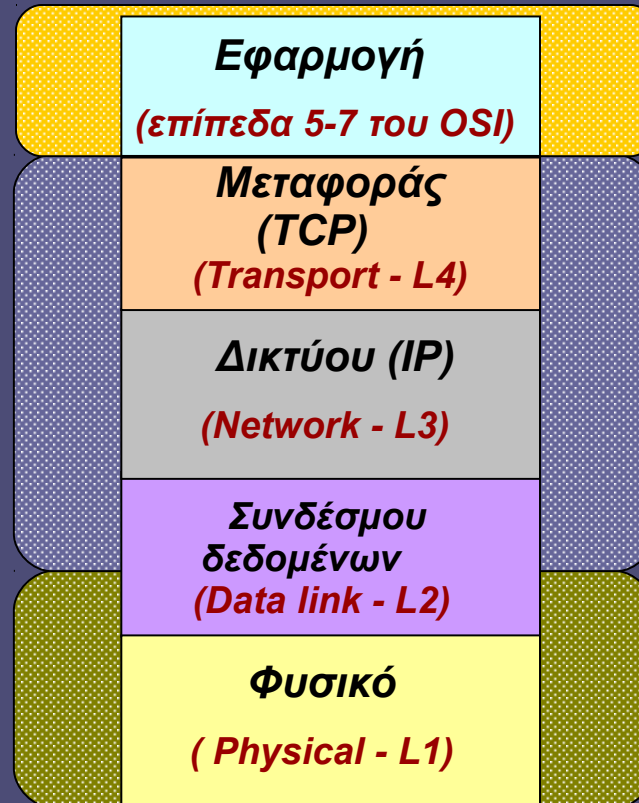 Εφαρμογή
(επίπεδα 5-7 του OSI)
Μεταφοράς
(TCP)
(Transport - L4)
Δικτύου (IP)
(Network - L3)
Συνδέσμου
δεδομένων
(Data link - L2)
Φυσικό
( Physical - L1)